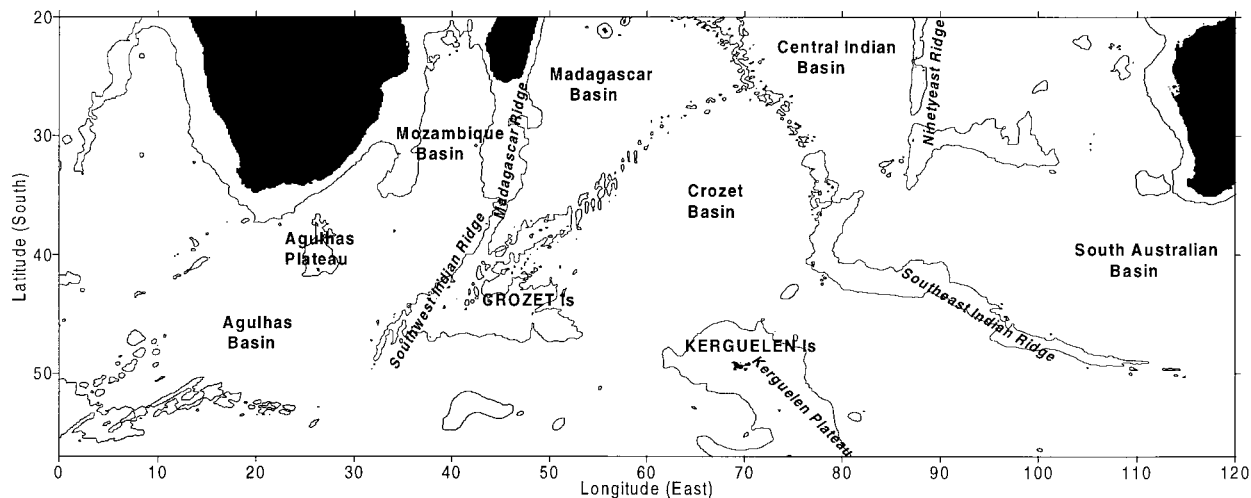 20
30
40
50
Latitude (South)
Central Indian
Basin
Ninetyeast Ridge
Madagascar
Basin
Mozambique
Basin
Madagascar Ridge
Crozet
Basin
Agulhas
Plateau
Southwest Indian Ridge
South Australian
Basin
Southeast Indian Ridge
CROZET Is
Agulhas
Basin
KERGUELEN Is
Kerguelen Plateau
0 10 20 30 40 50 60 70 80 90 100 110 120
Longitude (East)